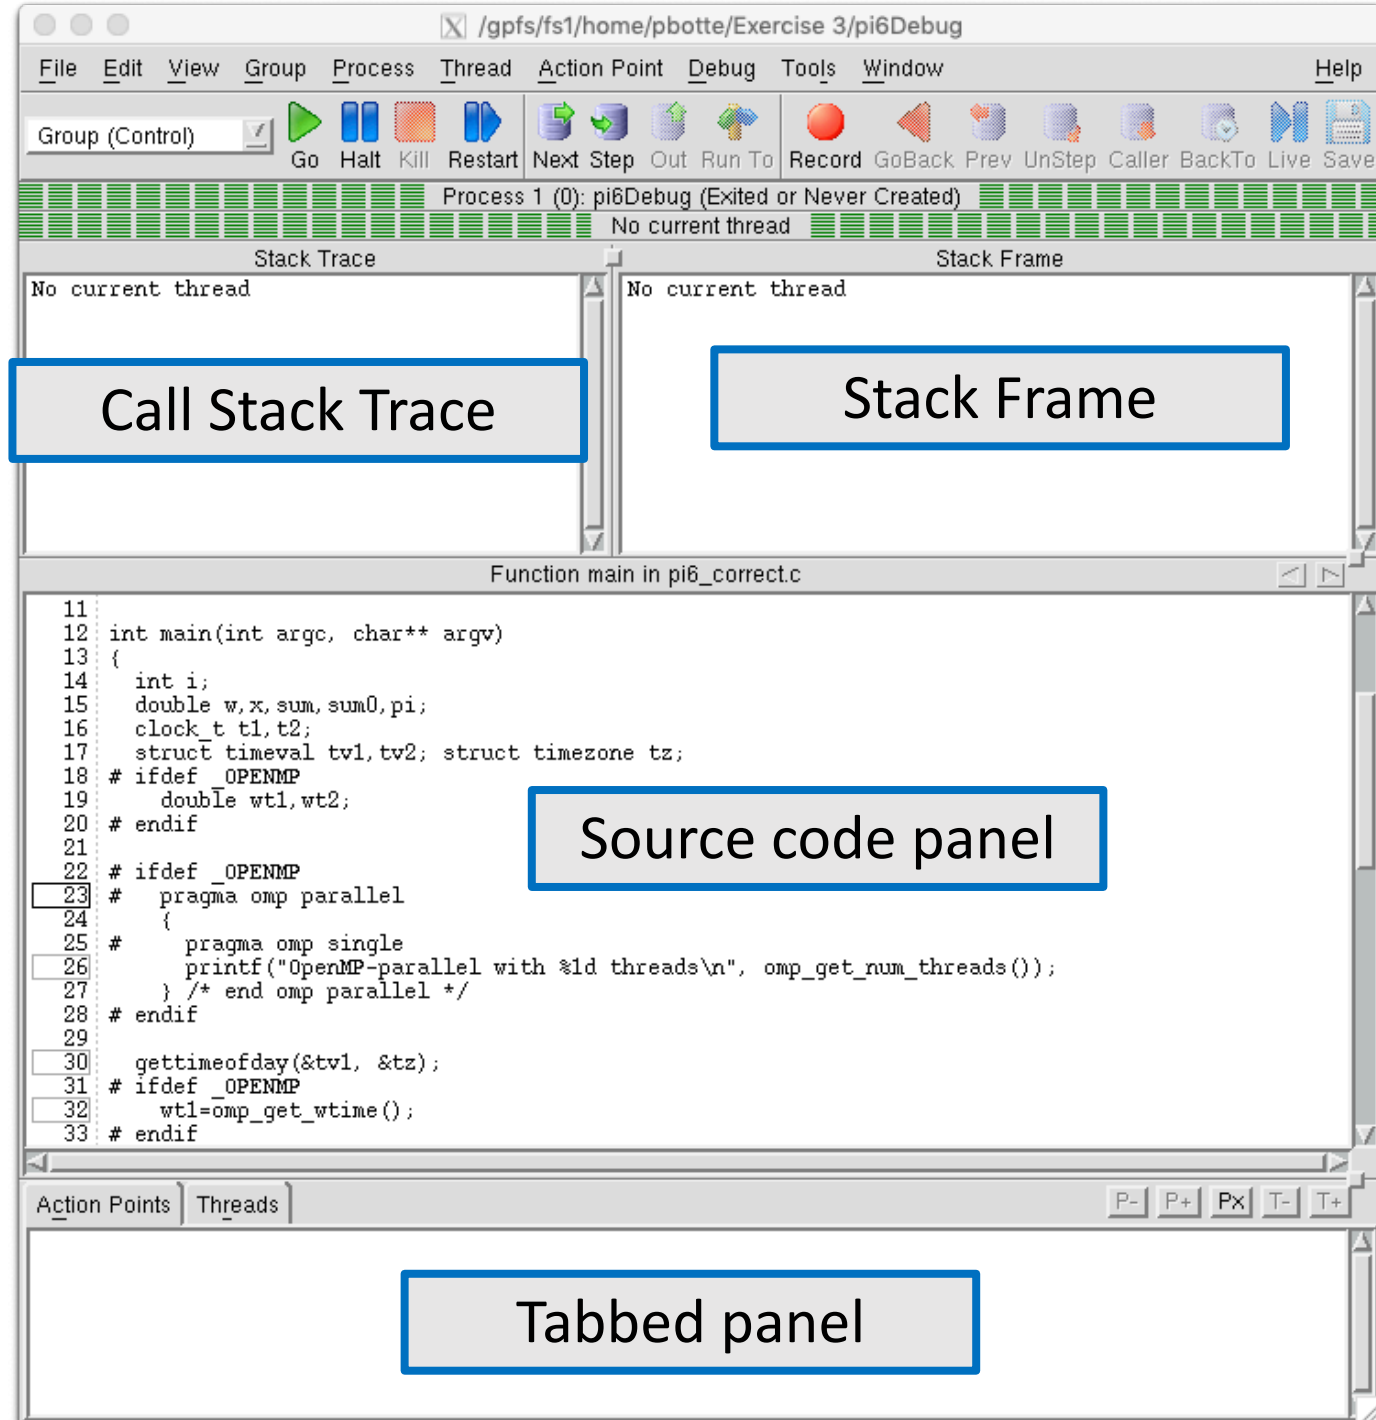 X /gpfs/fs1/home/pbotte/Exercise 3/pi6Debug
File Edit View Group Process Thread Action Point Debug Tools Window Help
Group (Control) Go Halt Kill Restart Next Step Out Run To Record GoBack Prev UnStep Caller BackTo Live Save
Process 1 (0): pi6Debug (Exited or Never Created)
No current thread
Stack Trace
Stack Frame
No current thread
No current thread
Call Stack Trace
Stack Frame
Function main in pi6_correct.c
11
12 int main(int argc, char** argv)
13 {
14 int i;
15 double w,x,sum,sum0,pi;
16 clock_t t1,t2;
17 struct timeval tv1,tv2; struct timezone tz;
18 # ifdef _OPENMP
19 double wt1,wt2;
20 # endif
21
22 # ifdef _OPENMP
23 # pragma omp parallel
24 {
25 # pragma omp single
26 printf("OpenMP-parallel with %1d threads\n", omp_get_num_threads());
27 } /* end omp parallel */
28 # endif
29
30 gettimeofday(&tv1, &tz);
31 # ifdef _OPENMP
32 wt1=omp_get_wtime();
33 # endif
Source code panel
Action Points Threads P- P+ Px T- T+
Tabbed panel